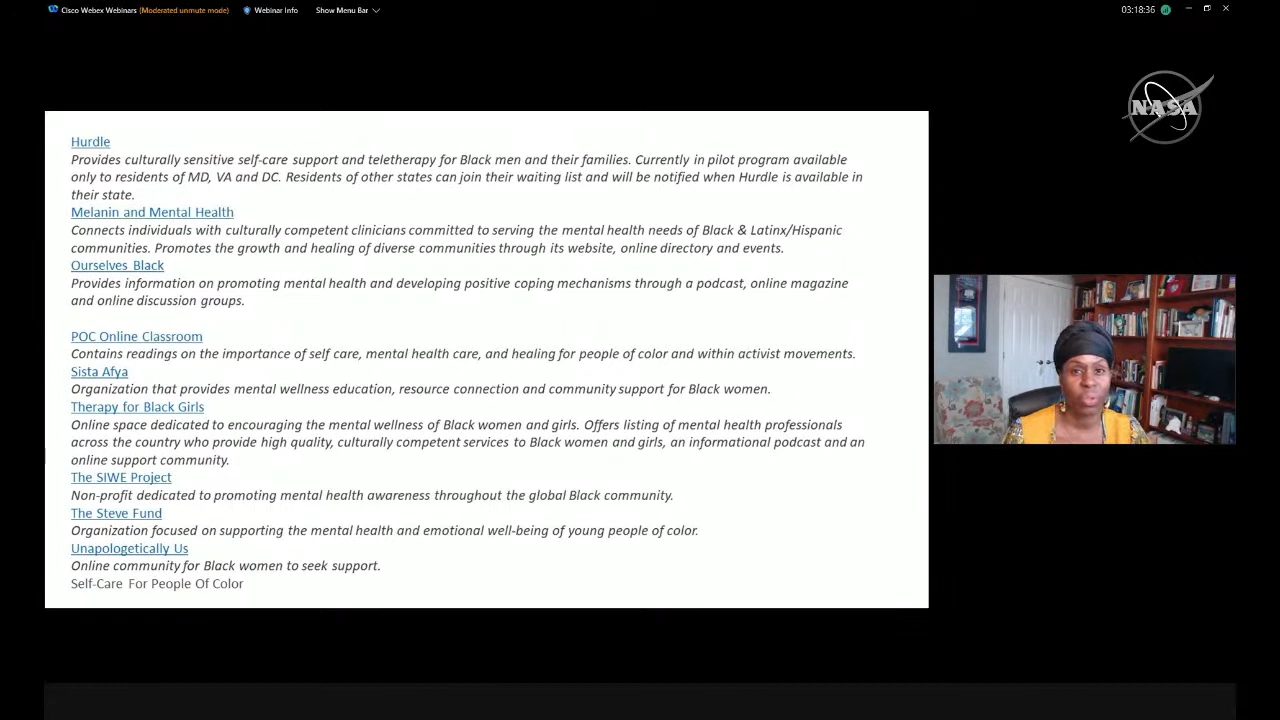 Cisco Webex Webinars (Moderated unmute mode) Webinar Info Show Menu Bar 03:18:36
NASA
Hurdle
Provides culturally sensitive self-care support and teletherapy for Black men and their families. Currently in pilot program available
only to residents of MD, VA and DC. Residents of other states can join their waiting list and will be notified when Hurdle is available in
their state.
Melanin and Mental Health
Connects individuals with culturally competent clinicians committed to serving the mental health needs of Black & Latinx/Hispanic
communities. Promotes the growth and healing of diverse communities through its website, online directory and events.
Ourselves Black
Provides information on promoting mental health and developing positive coping mechanisms through a podcast, online magazine
and online discussion groups.
POC Online Classroom
Contains readings on the importance of self care, mental health care, and healing for people of color and within activist movements.
Sista Afya
Organization that provides mental wellness education, resource connection and community support for Black women.
Therapy for Black Girls
Online space dedicated to encouraging the mental wellness of Black women and girls. Offers listing of mental health professionals
across the country who provide high quality, culturally competent services to Black women and girls, an informational podcast and an
online support community.
The SIWE Project
Non-profit dedicated to promoting mental health awareness throughout the global Black community.
The Steve Fund
Organization focused on supporting the mental health and emotional well-being of young people of color.
Unapologetically Us
Online community for Black women to seek support.
Self-Care For People Of Color